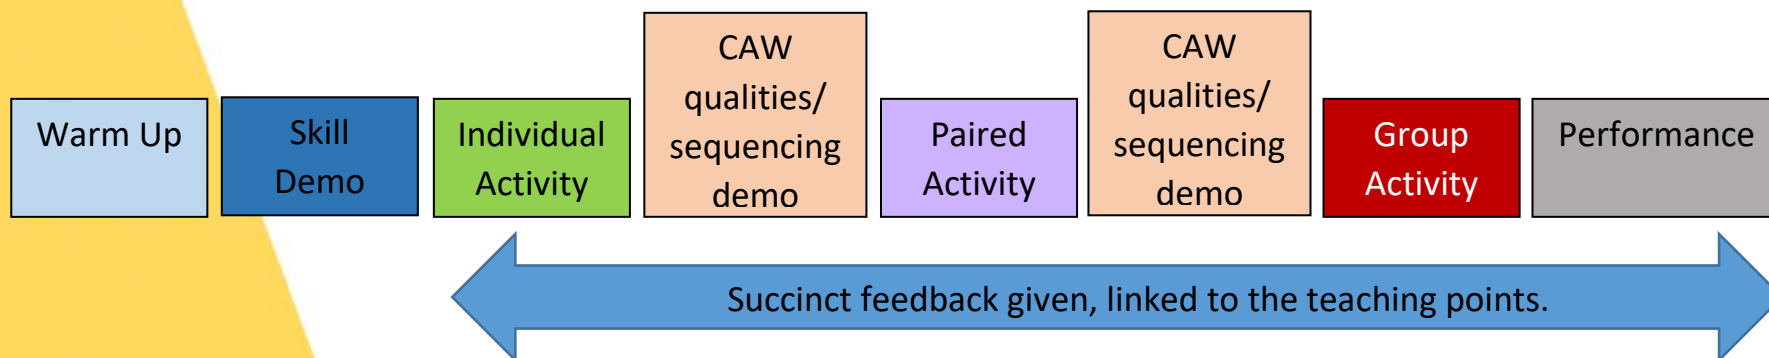 Warm Up
Skill
Demo
Individual
Activity
CAW
qualities/
sequencing
demo
Paired
Activity
CAW
qualities/
sequencing
demo
Group
Activity
Performance
Succinct feedback given, linked to the teaching points.